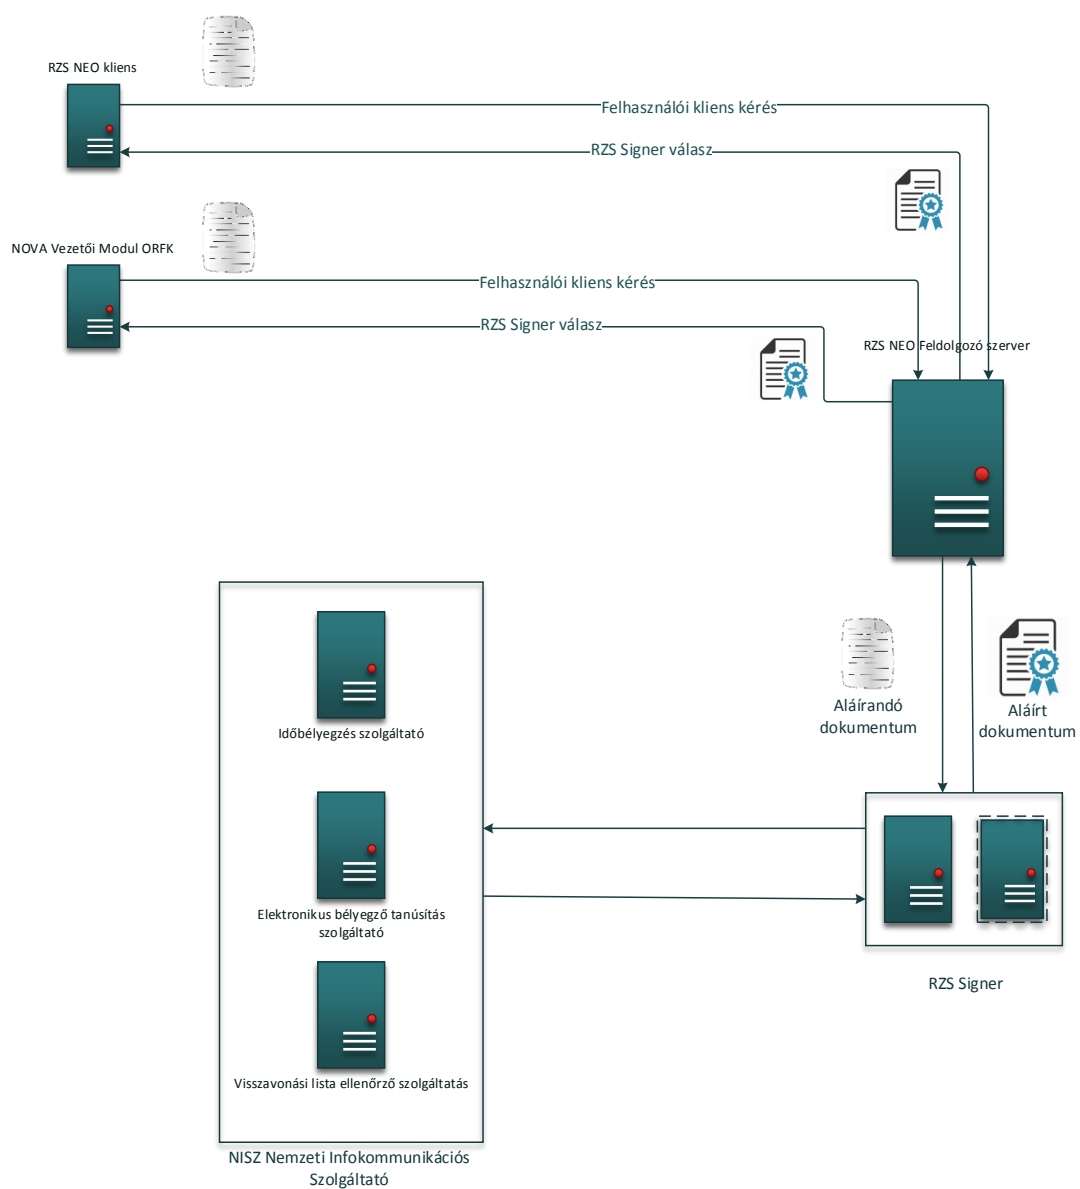 RZS NEO kliens
Felhasználói kliens kérés
RZS Signer válasz
NOVA Vezetői Modul ORFK
Felhasználói kliens kérés
RZS Signer válasz
RZS NEO Feldolgozó szerver
Aláírandó
dokumentum
Aláírt
dokumentum
Időbélyegzés szolgáltató
Elektronikus bélyegző tanúsítás
szolgáltató
RZS Signer
Visszavonási lista ellenőrző szolgáltatás
NISZ Nemzeti Infokommunikációs
Szolgáltató